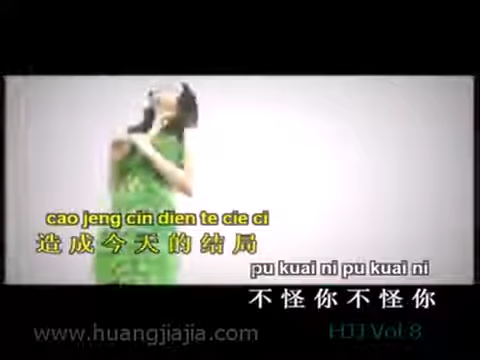 cao jeng cin dien te cie ci
造成今天的结局
pu kuai ni pu kuai ni
不怪你不怪你
www.huangjiajia.com
HJJ Vol.8